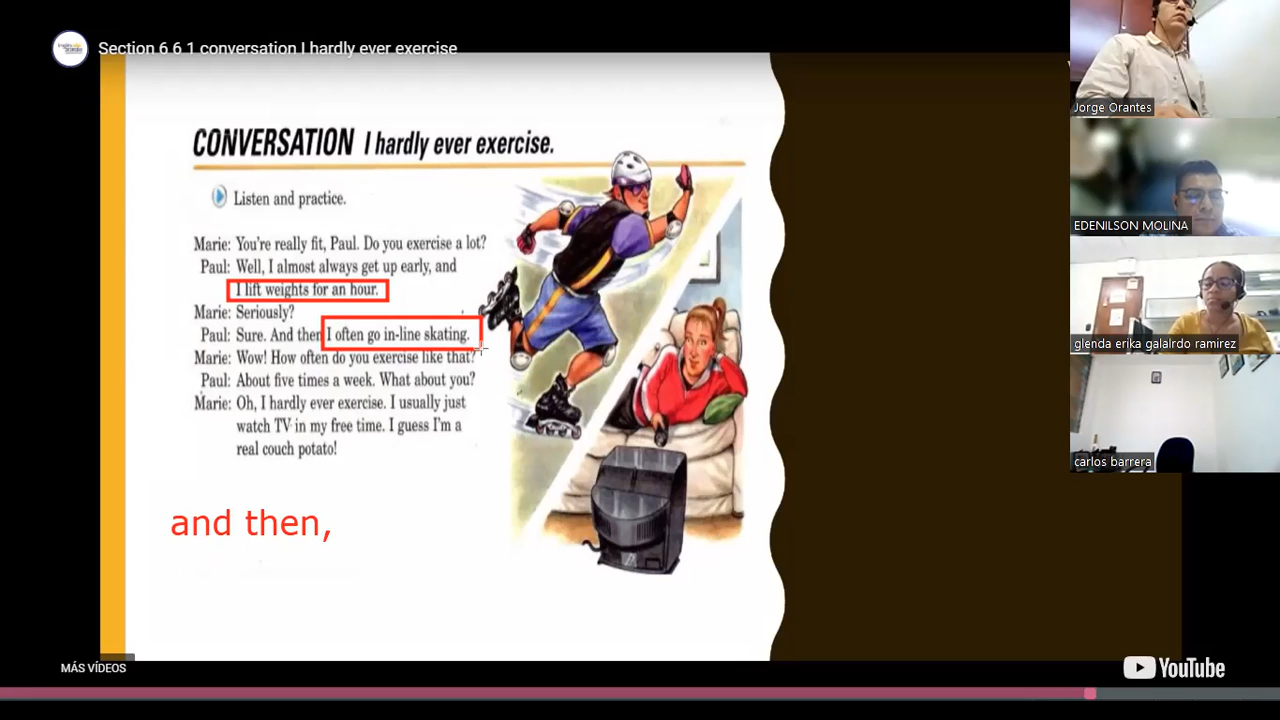 Section 6 6 1 conversation I hardly ever exercise
CONVERSATION I hardly ever exercise.
Listen and practice.
Marie: You're really fit, Paul. Do you exercise a lot?
Paul: Well, I almost always get up early, and
I lift weights for an hour.
Marie: Seriously?
Paul: Sure. And then I often go in-line skating.
Marie: Wow! How often do you exercise like that?
Paul: About five times a week. What about you?
Marie: Oh, I hardly ever exercise. I usually just
watch TV in my free time. I guess I'm a
real couch potato!
and then,
MÁS VÍDEOS
YouTube
Jorge Orantes
EDENILSON MOLINA
glenda erika galalrdo ramirez
carlos barrera